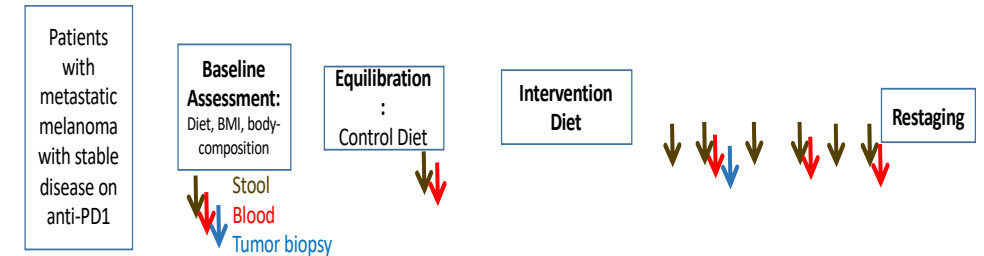 Patients
with
metastatic
melanoma
with stable
disease on
anti-PD1
Baseline
Assessment:
Diet, BMI, body-
composition
Equilibration
:
Control Diet
Intervention
Diet
Restaging
Stool
Blood
Tumor biopsy